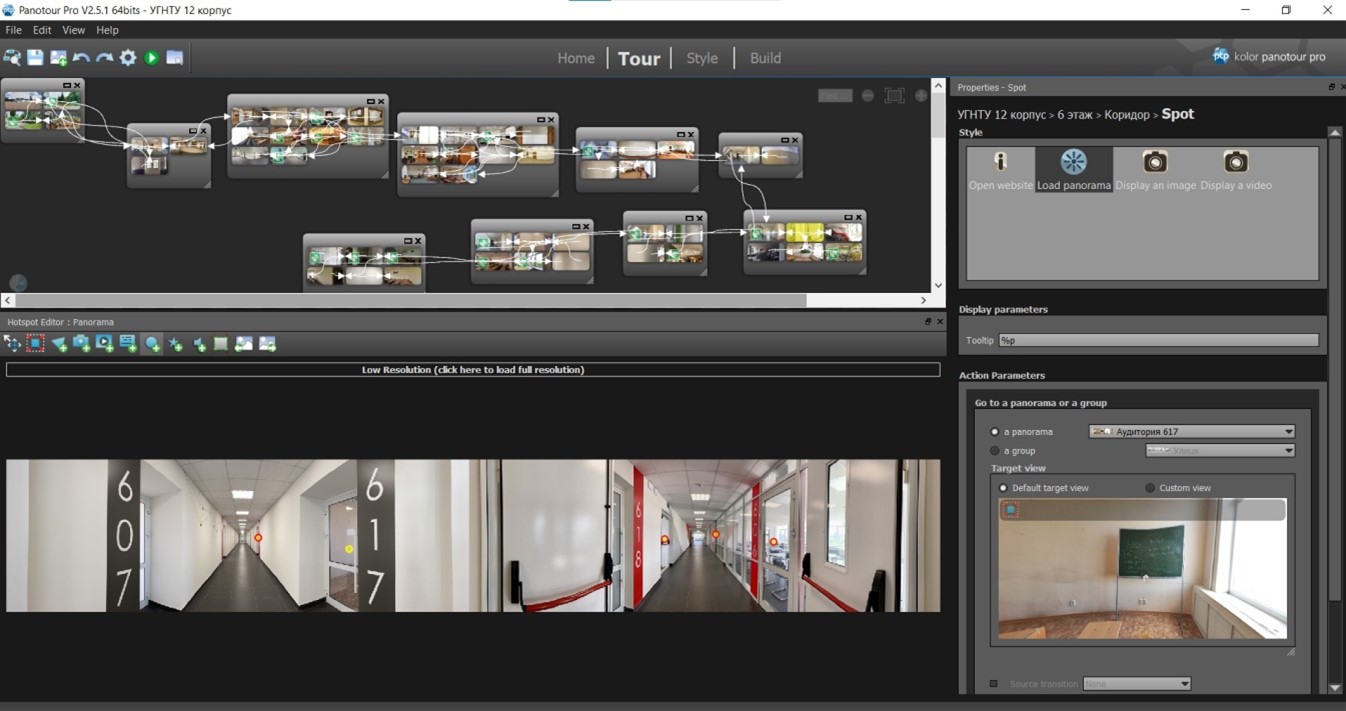 Panotour Pro V2.5.1 64bits - УГНТУ 12 корпус
File Edit View Help
Home Tour Style Build
ptp kolor panotour pro
Properties - Spot
УГНТУ 12 корпус > 6 этаж > Коридор > Spot
Style
Open website Load panorama Display an image Display a video
Display parameters
Tooltip %p
Action Parameters
Go to a panorama or a group
a panorama Аудитория 617
a group
Target view
Default target view Custom view
Source transition None
Hotspot Editor : Panorama
Low Resolution (click here to load full resolution)
607
617
618